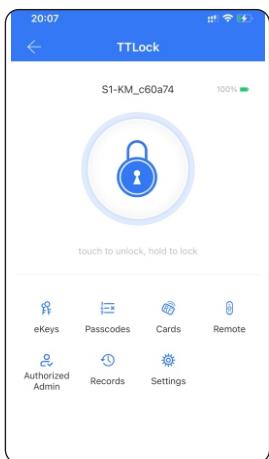 20:07
TTLock
S1-KM_c60a74
100%
touch to unlock, hold to lock
eKeys Passcodes Cards Remote
Authorized
Admin
Records Settings